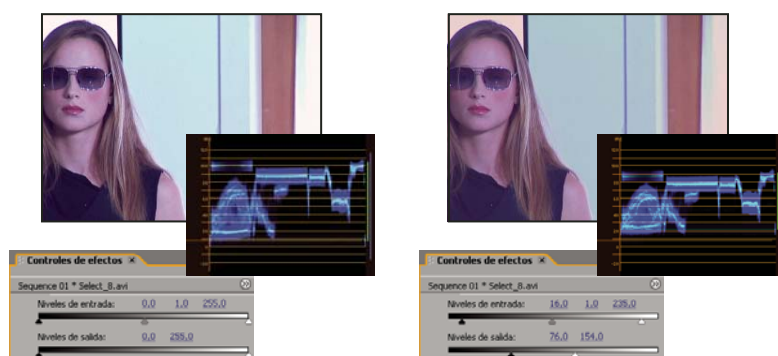 Controles de efectos ×
Sequence 01 * Select_8.avi
Niveles de entrada: 0,0 1,0 255,0
Niveles de salida: 0,0 255,0
Controles de efectos ×
Sequence 01 * Select_8.avi
Niveles de entrada: 16,0 1,0 235,0
Niveles de salida: 76,0 154,0